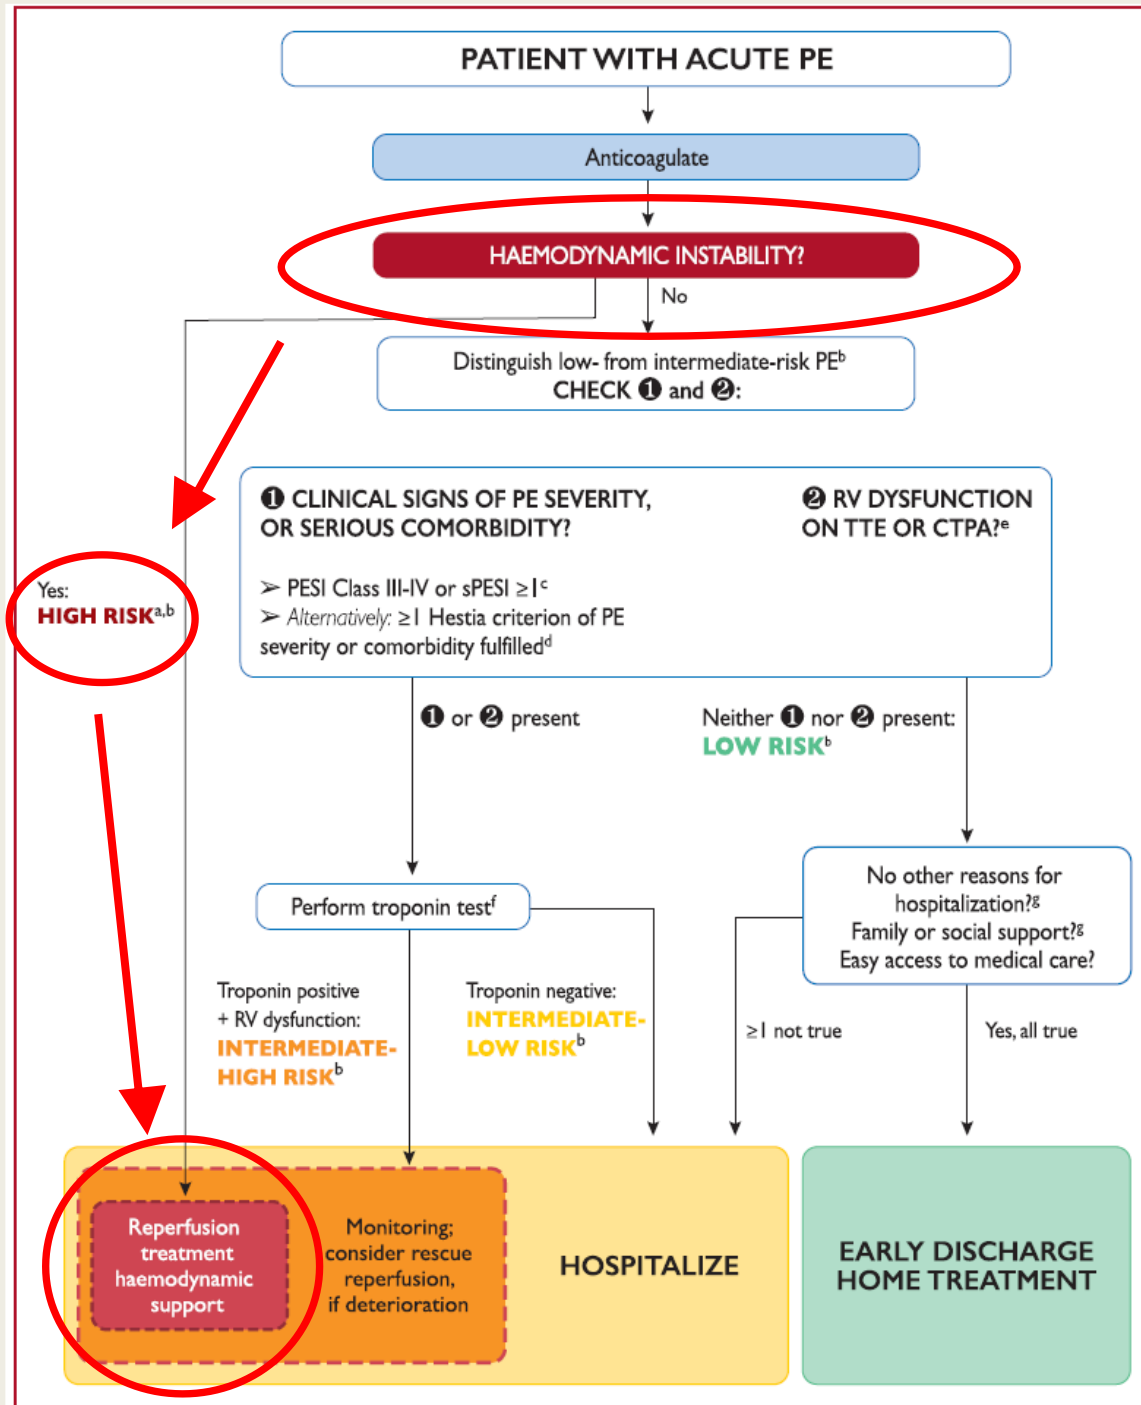 PATIENT WITH ACUTE PE
Anticoagulate
HAEMODYNAMIC INSTABILITY?
No
Distinguish low- from intermediate-risk PEᵇ
CHECK ❶ and ❷:
❶ CLINICAL SIGNS OF PE SEVERITY,
OR SERIOUS COMORBIDITY?
➢ PESI Class III-IV or sPESI ≥1ᶜ
➢ Alternatively: ≥1 Hestia criterion of PE
severity or comorbidity fulfilledᵈ
❷ RV DYSFUNCTION
ON TTE OR CTPA?ᵉ
Yes:
HIGH RISKᵃ,ᵇ
❶ or ❷ present
Neither ❶ nor ❷ present:
LOW RISKᵇ
Perform troponin testᶠ
No other reasons for
hospitalization?ᵍ
Family or social support?ᵍ
Easy access to medical care?
Troponin positive
+ RV dysfunction:
INTERMEDIATE-
HIGH RISKᵇ
Troponin negative:
INTERMEDIATE-
LOW RISKᵇ
≥1 not true
Yes, all true
Reperfusion
treatment
haemodynamic
support
Monitoring;
consider rescue
reperfusion,
if deterioration
HOSPITALIZE
EARLY DISCHARGE
HOME TREATMENT